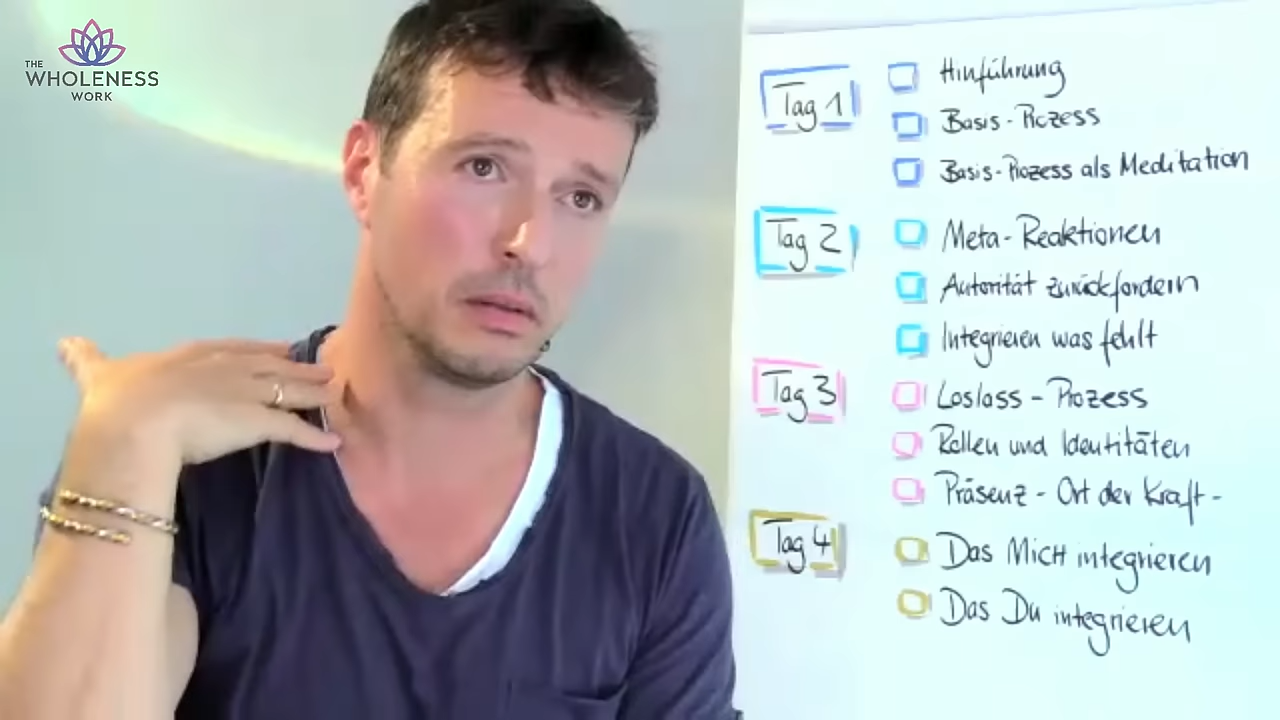 THE
WHOLENESS
WORK
Tag 1
Hinführung
Basis-Prozess
Basis-Prozess als Meditation
Tag 2
Meta-Reaktionen
Autorität zurückfordern
Integrieren was fehlt
Tag 3
Loslass - Prozess
Rollen und Identitäten
Präsenz - Ort der Kraft -
Tag 4
Das Mich integrieren
Das Du integrieren